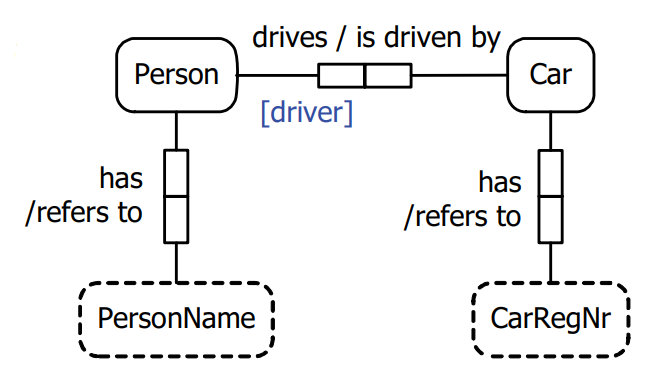 drives / is driven by
Person
Car
[driver]
has
/refers to
has
/refers to
PersonName
CarRegNr